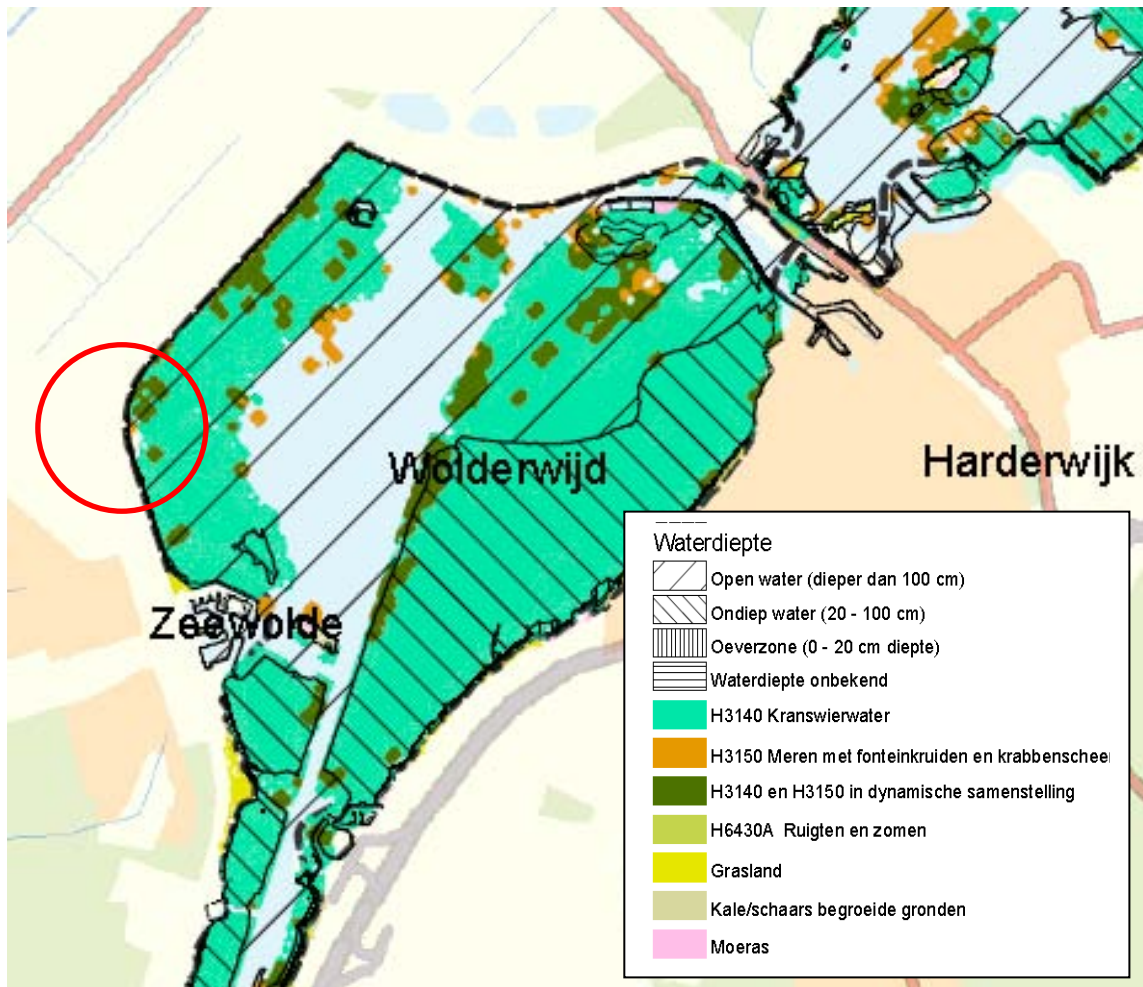 Wolderwijd
Harderwijk
Zeewolde
Waterdiepte
Open water (dieper dan 100 cm)
Ondiep water (20 - 100 cm)
Oeverzone (0 - 20 cm diepte)
Waterdiepte onbekend
H3140 Kranswierwater
H3150 Meren met fonteinkruiden en krabbenscheer
H3140 en H3150 in dynamische samenstelling
H6430A Ruigten en zomen
Grasland
Kale/schaars begroeide gronden
Moeras